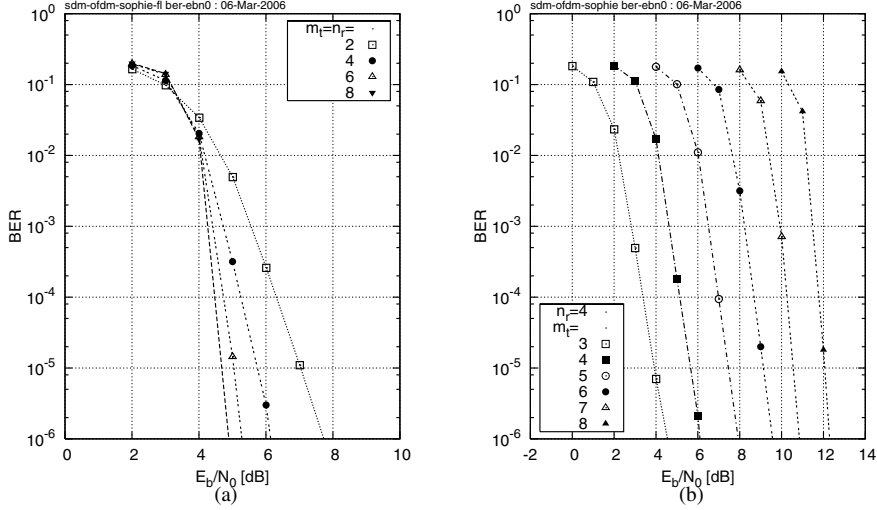 sdm-ofdm-sophie-fl ber-ebn0 : 06-Mar-2006
BER
10^0
10^-1
10^-2
10^-3
10^-4
10^-5
10^-6
0 2 4 6 8 10
E_b/N_0 [dB]
m_t=n_r=
2
4
6
8
(a)
sdm-ofdm-sophie ber-ebn0 : 06-Mar-2006
BER
10^0
10^-1
10^-2
10^-3
10^-4
10^-5
10^-6
-2 0 2 4 6 8 10 12 14
E_b/N_0 [dB]
n_r=4
m_t=
3
4
5
6
7
8
(b)